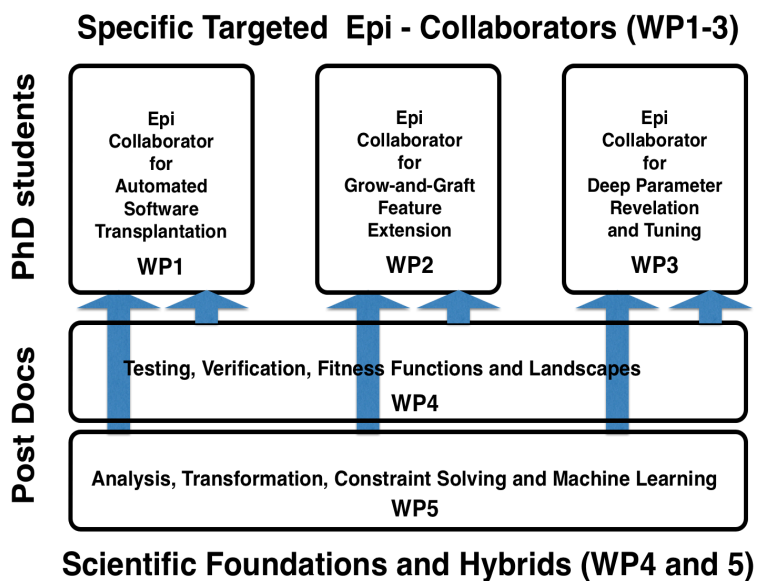 Specific Targeted Epi - Collaborators (WP1-3)
PhD students
Epi
Collaborator
for
Automated
Software
Transplantation
WP1
Epi
Collaborator
for
Grow-and-Graft
Feature
Extension
WP2
Epi
Collaborator
for
Deep Parameter
Revelation
and Tuning
WP3
Post Docs
Testing, Verification, Fitness Functions and Landscapes
WP4
Analysis, Transformation, Constraint Solving and Machine Learning
WP5
Scientific Foundations and Hybrids (WP4 and 5)